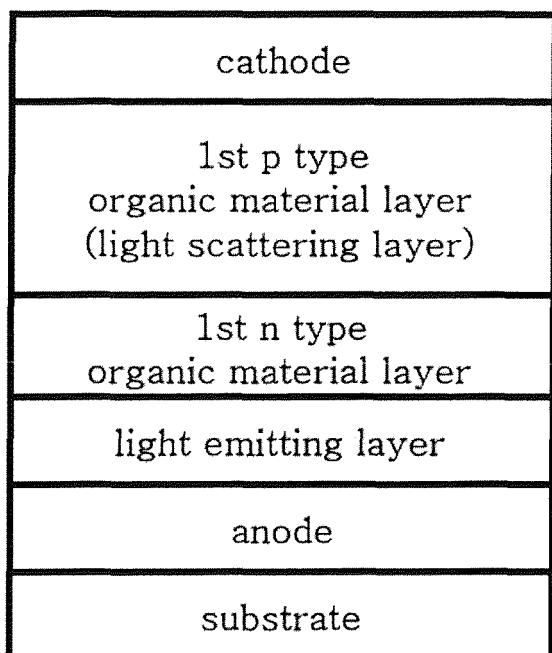 cathode
1st p type
organic material layer
(light scattering layer)
1st n type
organic material layer
light emitting layer
anode
substrate